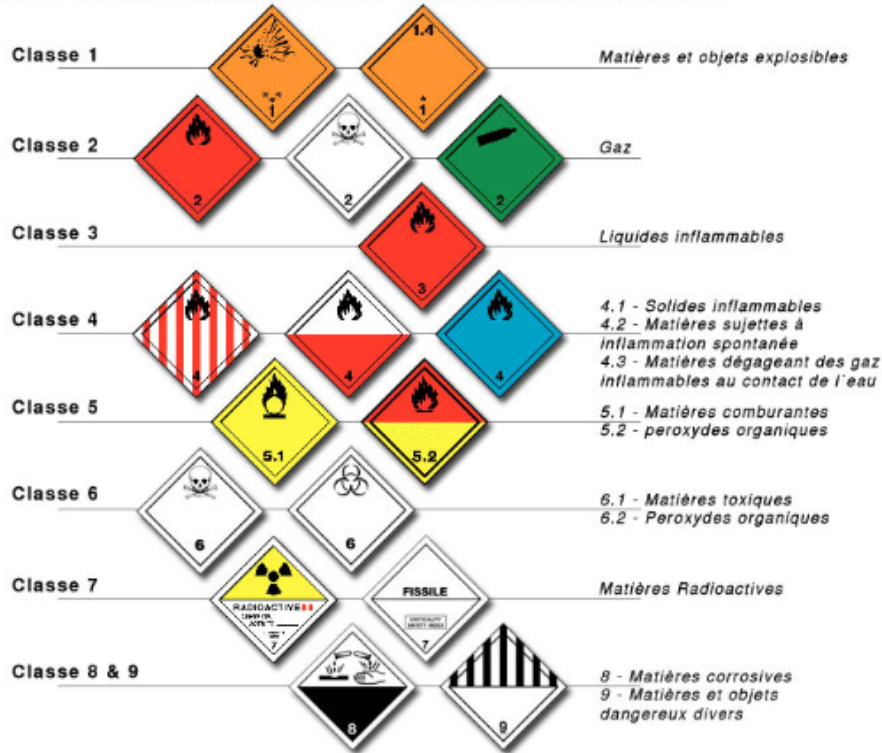 Classe 1
1.4
1
1
Matières et objets explosibles
Classe 2
2
2
2
Gaz
Classe 3
3
Liquides inflammables
Classe 4
4
4
4
4.1 - Solides inflammables
4.2 - Matières sujettes à
inflammation spontanée
4.3 - Matières dégageant des gaz
inflammables au contact de l'eau
Classe 5
5.1
5.2
5.1 - Matières comburantes
5.2 - peroxydes organiques
Classe 6
6
6
6.1 - Matières toxiques
6.2 - Peroxydes organiques
Classe 7
RADIOACTIVE II
7
FISSILE
CRITICALITY
SAFETY INDEX
7
Matières Radioactives
Classe 8 & 9
8
9
8 - Matières corrosives
9 - Matières et objets
dangereux divers